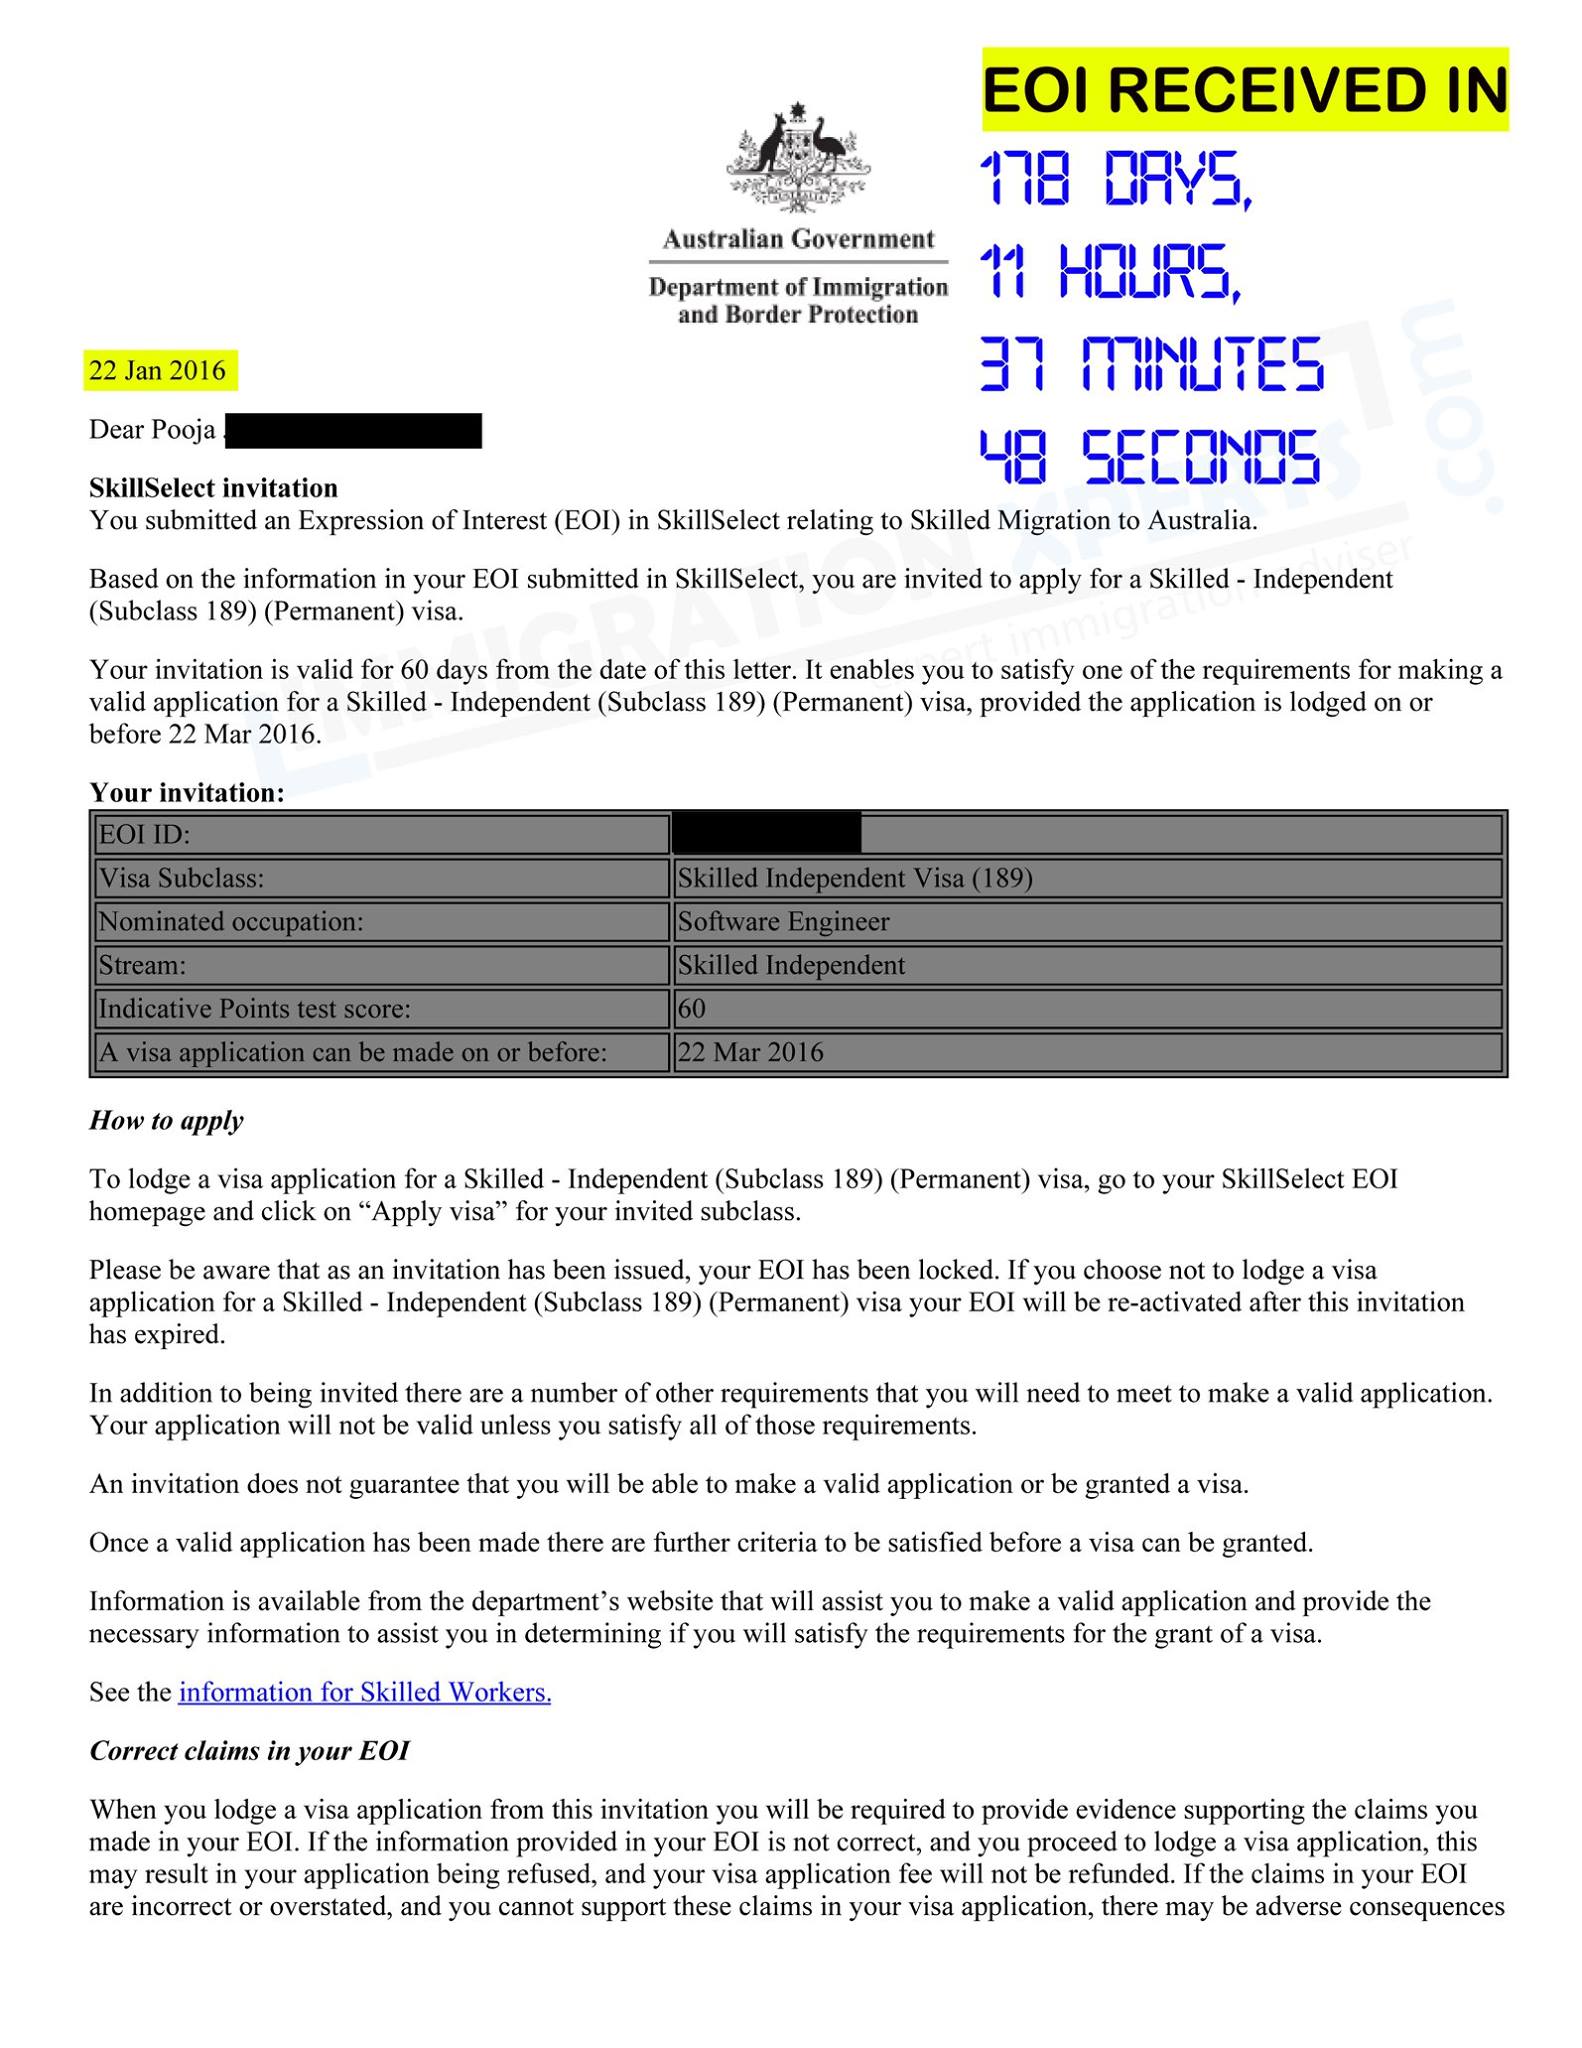 EOI RECEIVED IN
178 DAYS,
11 HOURS,
37 MINUTES
48 SECONDS
AUSTRALIA
Australian Government
Department of Immigration
and Border Protection
22 Jan 2016
Dear Pooja
SkillSelect invitation
You submitted an Expression of Interest (EOI) in SkillSelect relating to Skilled Migration to Australia.
Based on the information in your EOI submitted in SkillSelect, you are invited to apply for a Skilled - Independent
(Subclass 189) (Permanent) visa.
Your invitation is valid for 60 days from the date of this letter. It enables you to satisfy one of the requirements for making a
valid application for a Skilled - Independent (Subclass 189) (Permanent) visa, provided the application is lodged on or
before 22 Mar 2016.
Your invitation:
EOI ID:
Visa Subclass: Skilled Independent Visa (189)
Nominated occupation: Software Engineer
Stream: Skilled Independent
Indicative Points test score: 60
A visa application can be made on or before: 22 Mar 2016
How to apply
To lodge a visa application for a Skilled - Independent (Subclass 189) (Permanent) visa, go to your SkillSelect EOI
homepage and click on “Apply visa” for your invited subclass.
Please be aware that as an invitation has been issued, your EOI has been locked. If you choose not to lodge a visa
application for a Skilled - Independent (Subclass 189) (Permanent) visa your EOI will be re-activated after this invitation
has expired.
In addition to being invited there are a number of other requirements that you will need to meet to make a valid application.
Your application will not be valid unless you satisfy all of those requirements.
An invitation does not guarantee that you will be able to make a valid application or be granted a visa.
Once a valid application has been made there are further criteria to be satisfied before a visa can be granted.
Information is available from the department’s website that will assist you to make a valid application and provide the
necessary information to assist you in determining if you will satisfy the requirements for the grant of a visa.
See the information for Skilled Workers.
Correct claims in your EOI
When you lodge a visa application from this invitation you will be required to provide evidence supporting the claims you
made in your EOI. If the information provided in your EOI is not correct, and you proceed to lodge a visa application, this
may result in your application being refused, and your visa application fee will not be refunded. If the claims in your EOI
are incorrect or overstated, and you cannot support these claims in your visa application, there may be adverse consequences
IMMIGRATION XPERTS .com
expert immigration adviser